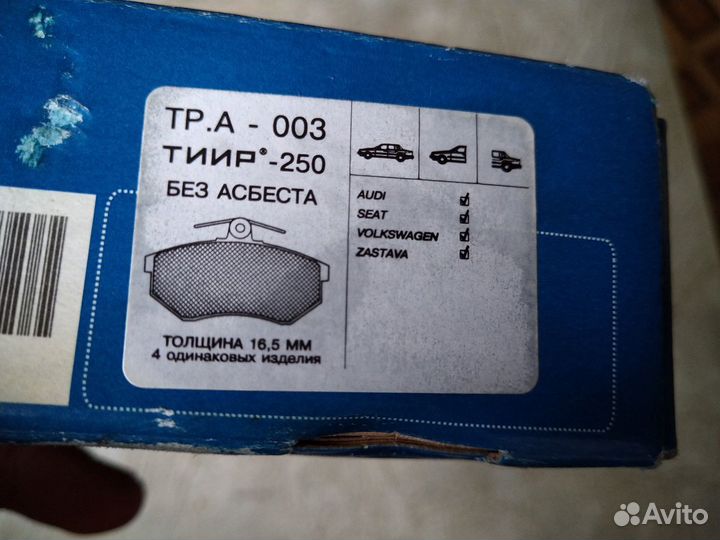 ТР.А - 003
ТИИР®-250
БЕЗ АСБЕСТА
ТОЛЩИНА 16,5 ММ
4 одинаковых изделия
AUDI
SEAT
VOLKSWAGEN
ZASTAVA
Avito